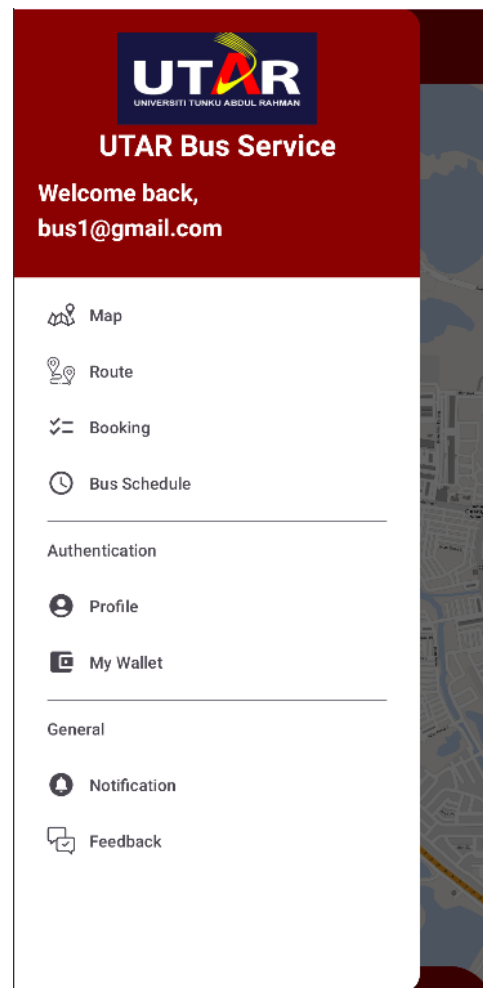 UTAR
UNIVERSITI TUNKU ABDUL RAHMAN
UTAR Bus Service
Welcome back,
bus1@gmail.com
Map
Route
Booking
Bus Schedule
Authentication
Profile
My Wallet
General
Notification
Feedback